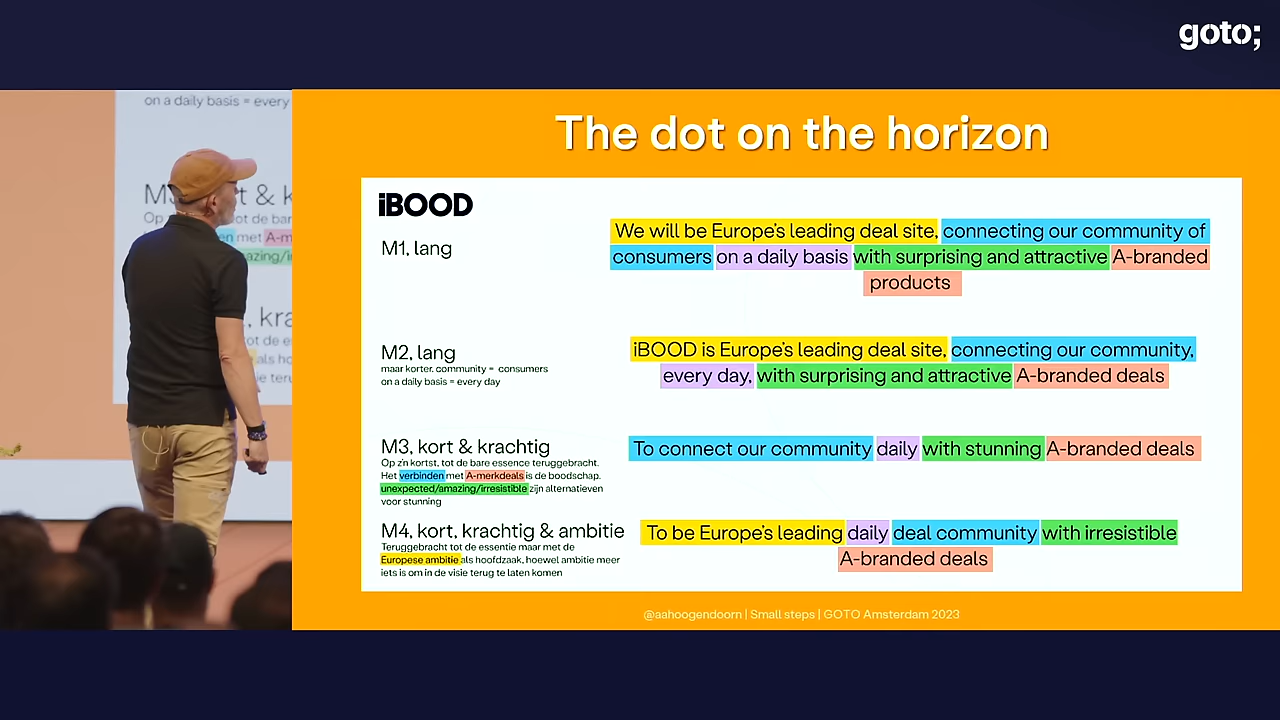 goto;
on a daily basis = every
The dot on the horizon
iBOOD
M1, lang
We will be Europe's leading deal site, connecting our community of
consumers on a daily basis with surprising and attractive A-branded
products
M2, lang
maar korter. community = consumers
on a daily basis = every day
iBOOD is Europe's leading deal site, connecting our community,
every day, with surprising and attractive A-branded deals
M3, kort & krachtig
Op z'n kortst, tot de bare essence teruggebracht.
Het verbinden met A-merkdeals is de boodschap.
unexpected/amazing/irresistible zijn alternatieven
voor stunning
To connect our community daily with stunning A-branded deals
M4, kort, krachtig & ambitie
Teruggebracht tot de essentie maar met de
Europese ambitie als hoofdzaak, hoewel ambitie meer
iets is om in de visie terug te laten komen
To be Europe's leading daily deal community with irresistible
A-branded deals
@aahoogendoorn | Small steps | GOTO Amsterdam 2023